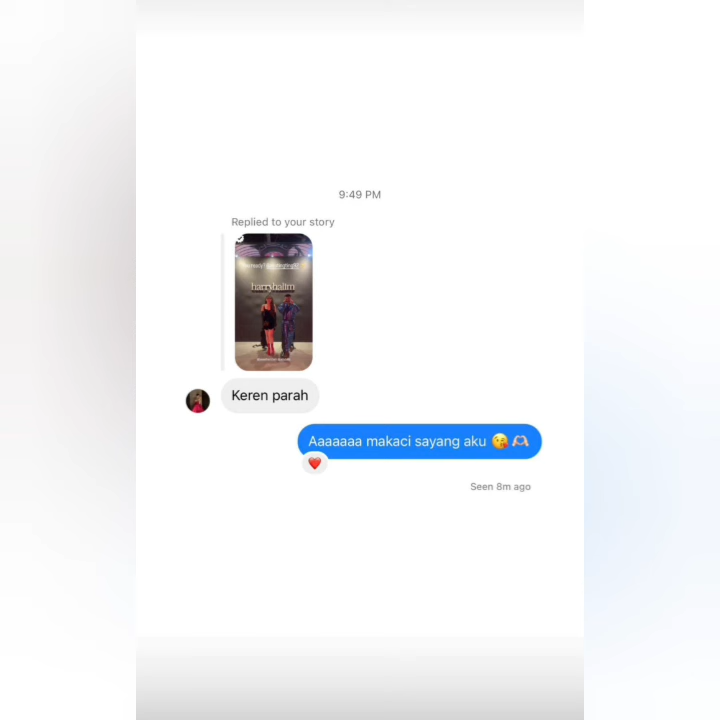 9:49 PM
Replied to your story
harryhalim
Keren parah
Aaaaaaa makaci sayang aku 😘🫶🏻
Seen 8m ago